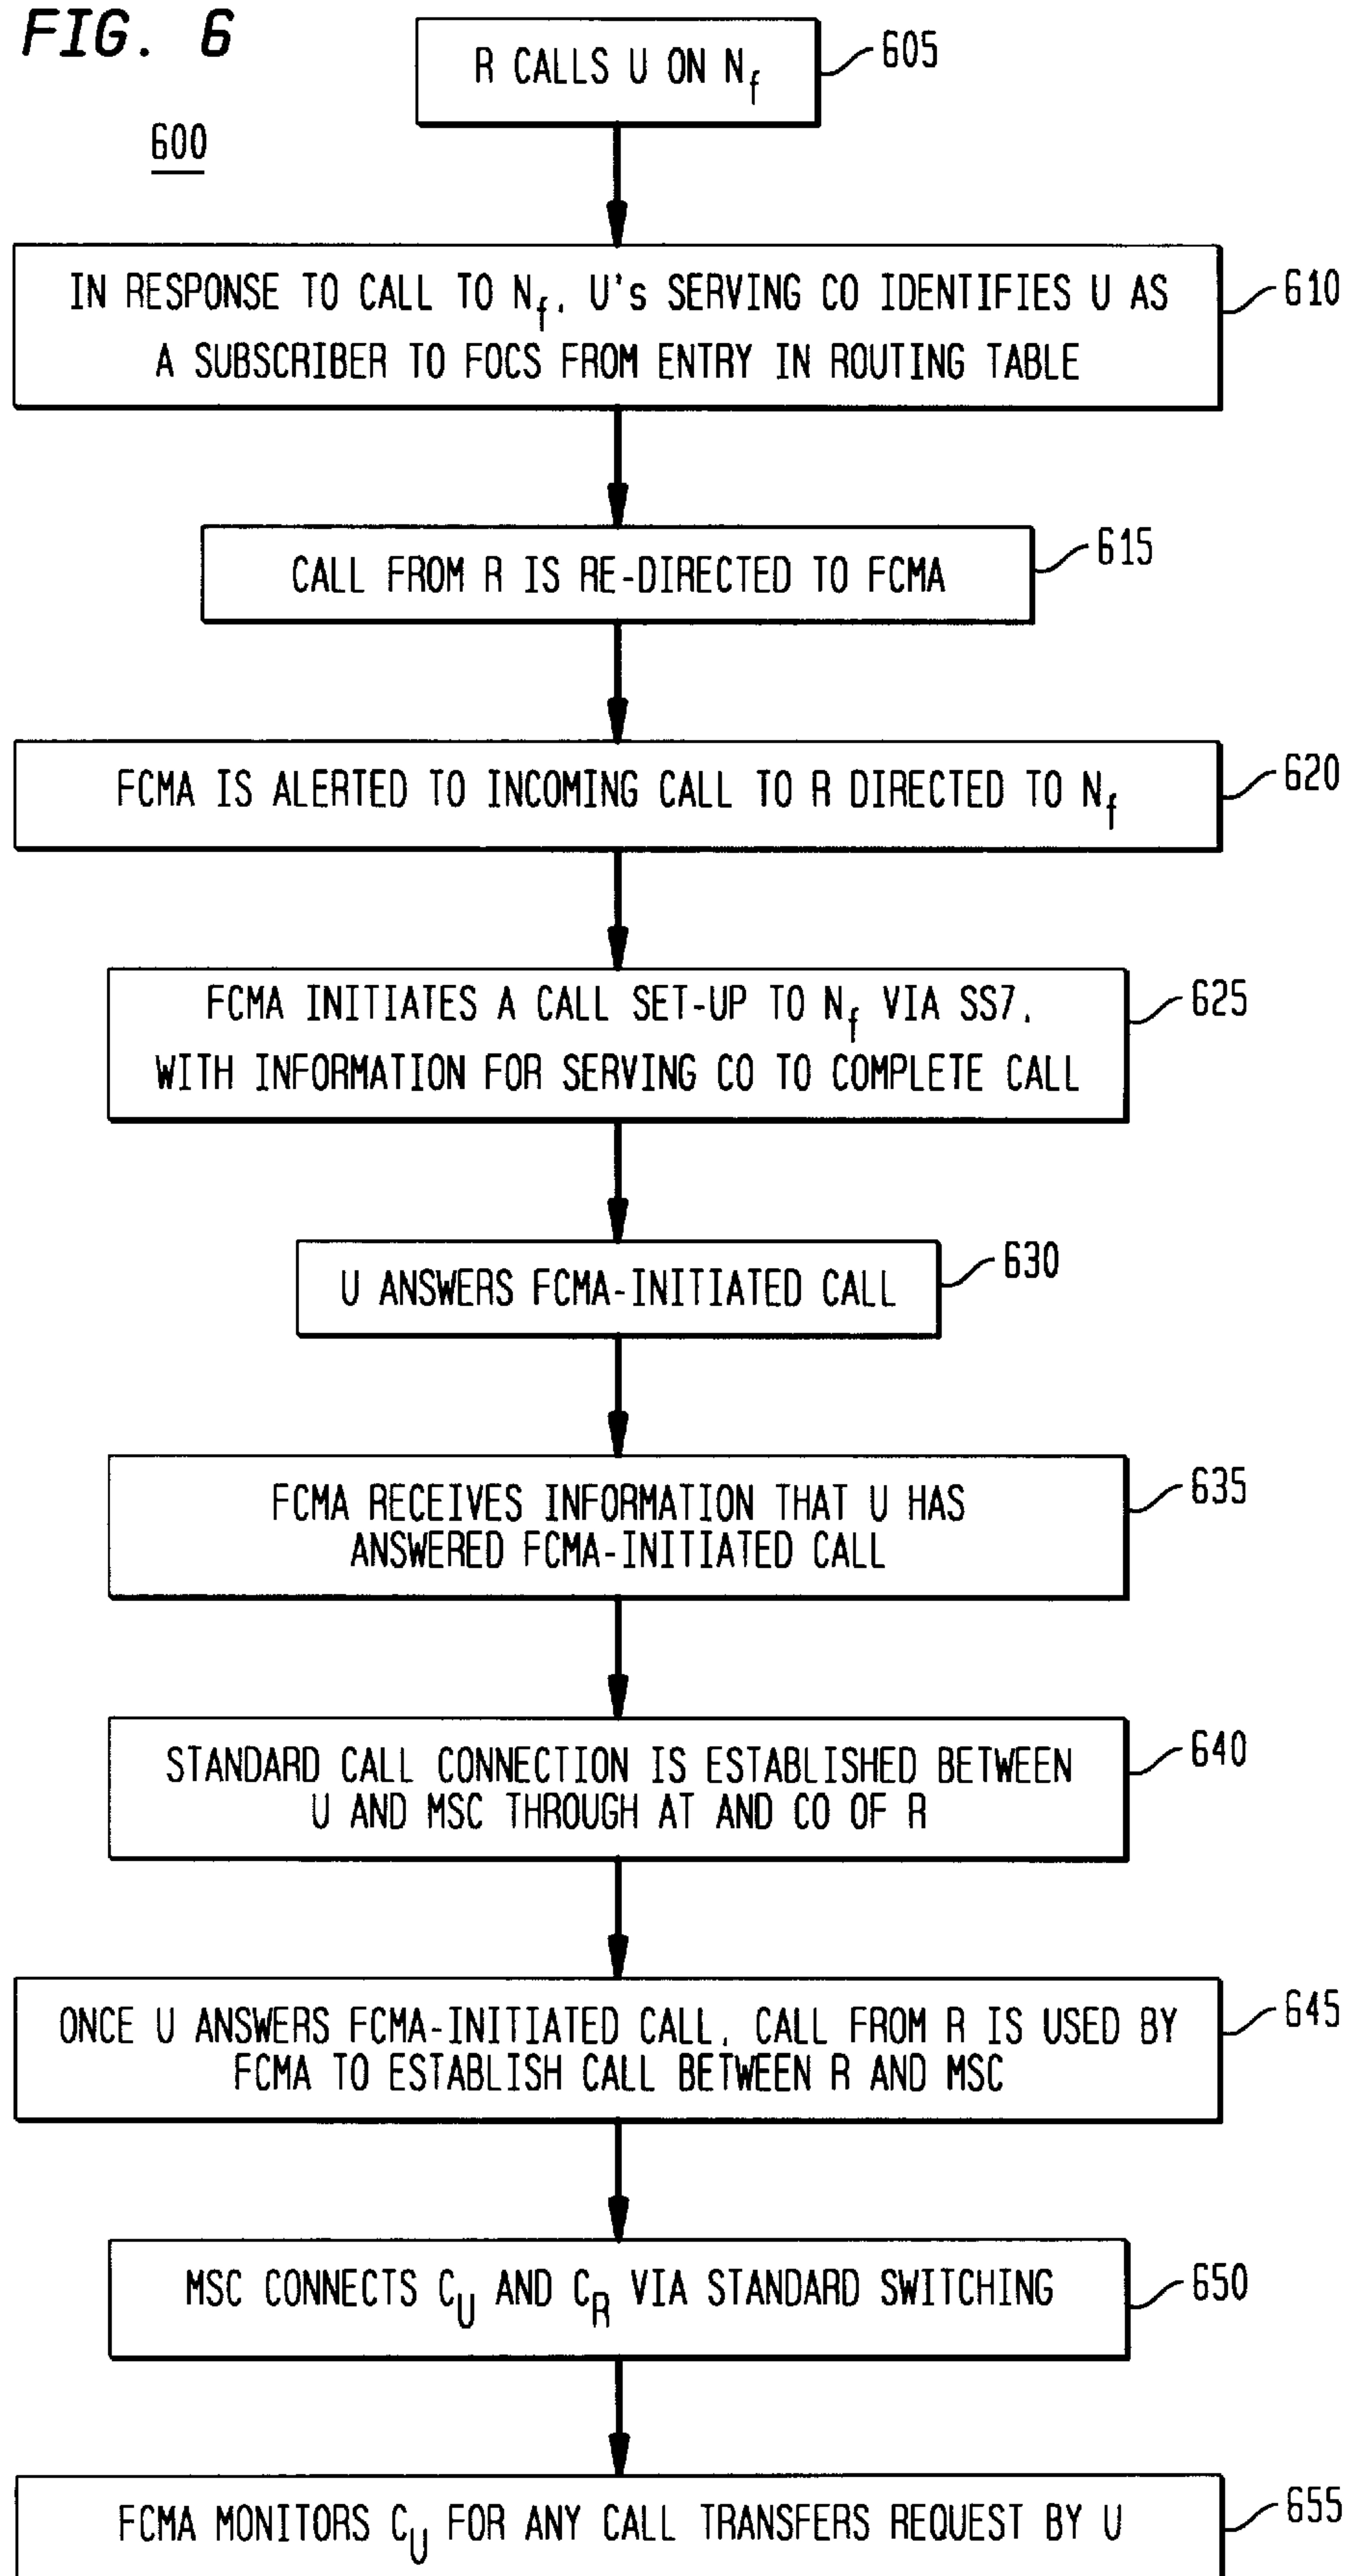 FIG. 6
600
R CALLS U ON Nf
605
IN RESPONSE TO CALL TO Nf, U's SERVING CO IDENTIFIES U AS
A SUBSCRIBER TO FOCS FROM ENTRY IN ROUTING TABLE
610
CALL FROM R IS RE-DIRECTED TO FCMA
615
FCMA IS ALERTED TO INCOMING CALL TO R DIRECTED TO Nf
620
FCMA INITIATES A CALL SET-UP TO Nf VIA SS7,
WITH INFORMATION FOR SERVING CO TO COMPLETE CALL
625
U ANSWERS FCMA-INITIATED CALL
630
FCMA RECEIVES INFORMATION THAT U HAS
ANSWERED FCMA-INITIATED CALL
635
STANDARD CALL CONNECTION IS ESTABLISHED BETWEEN
U AND MSC THROUGH AT AND CO OF R
640
ONCE U ANSWERS FCMA-INITIATED CALL, CALL FROM R IS USED BY
FCMA TO ESTABLISH CALL BETWEEN R AND MSC
645
MSC CONNECTS CU AND CR VIA STANDARD SWITCHING
650
FCMA MONITORS CU FOR ANY CALL TRANSFERS REQUEST BY U
655